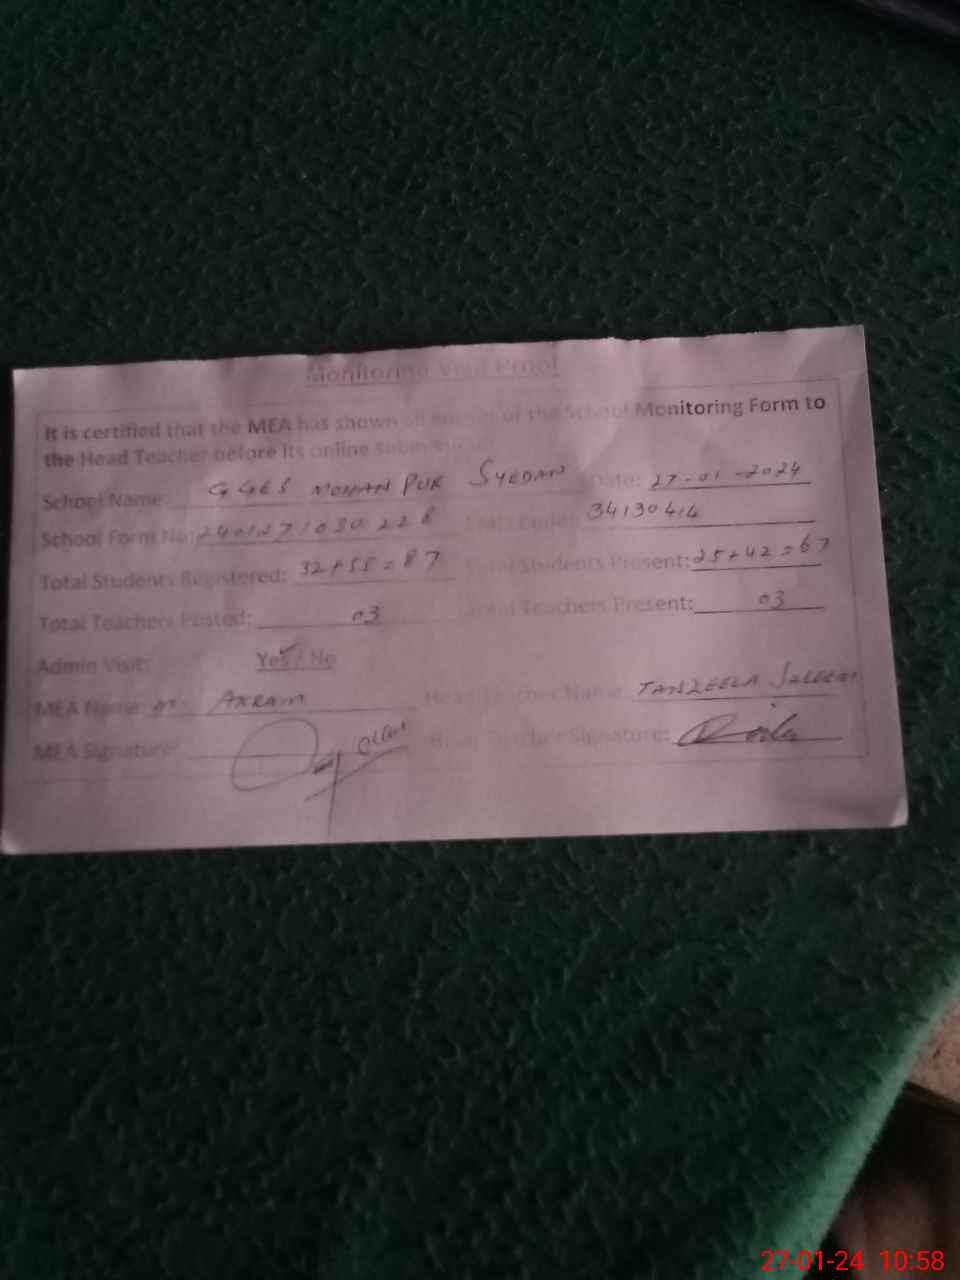 Monitoring Visit Proof
It is certified that the MEA has shown all entries of the School Monitoring Form to
the Head Teacher before its online submission
School Name: GGES MOHAN PUR SYEDAN Date: 27-01-2024
School Form No: 240127103022 EMIS Code: 34130414
Total Students Registered: 32+55=87 Total Students Present: 25+42=67
Total Teachers Posted: 03 Total Teachers Present: 03
Admin Visit: Yes / No
MEA Name: M. AKRAM Head Teacher Name: TANZEELA SALEEM
MEA Signature: Head Teacher Signature:
27-01-24 10:58